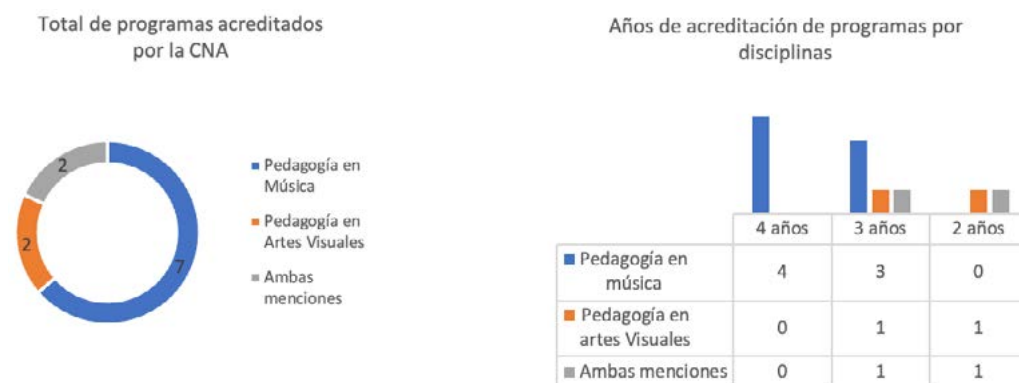 Total de programas acreditados
por la CNA
2
2
7
Pedagogía en
Música
Pedagogía en
Artes Visuales
Ambas
menciones
Años de acreditación de programas por
disciplinas
4 años 3 años 2 años
Pedagogía en
música
4 3 0
Pedagogía en
artes Visuales
0 1 1
Ambas menciones 0 1 1